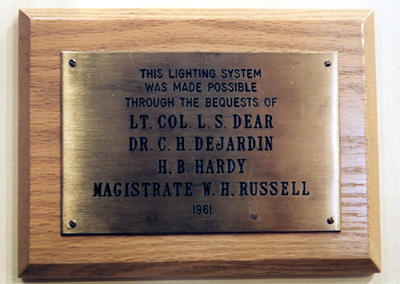 THIS LIGHTING SYSTEM
WAS MADE POSSIBLE
THROUGH THE BEQUESTS OF
LT. COL. L. S. DEAR
DR. C. H. DEJARDIN
H. B. HARDY
MAGISTRATE W. H. RUSSELL
1961